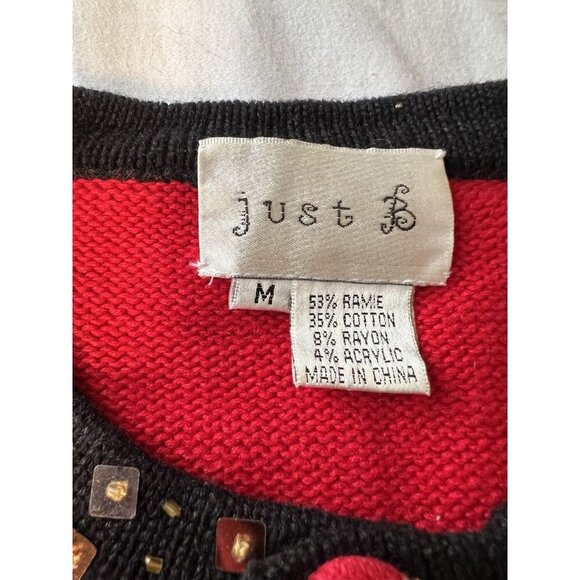 just B
M
53% RAMIE
35% COTTON
8% RAYON
4% ACRYLIC
MADE IN CHINA